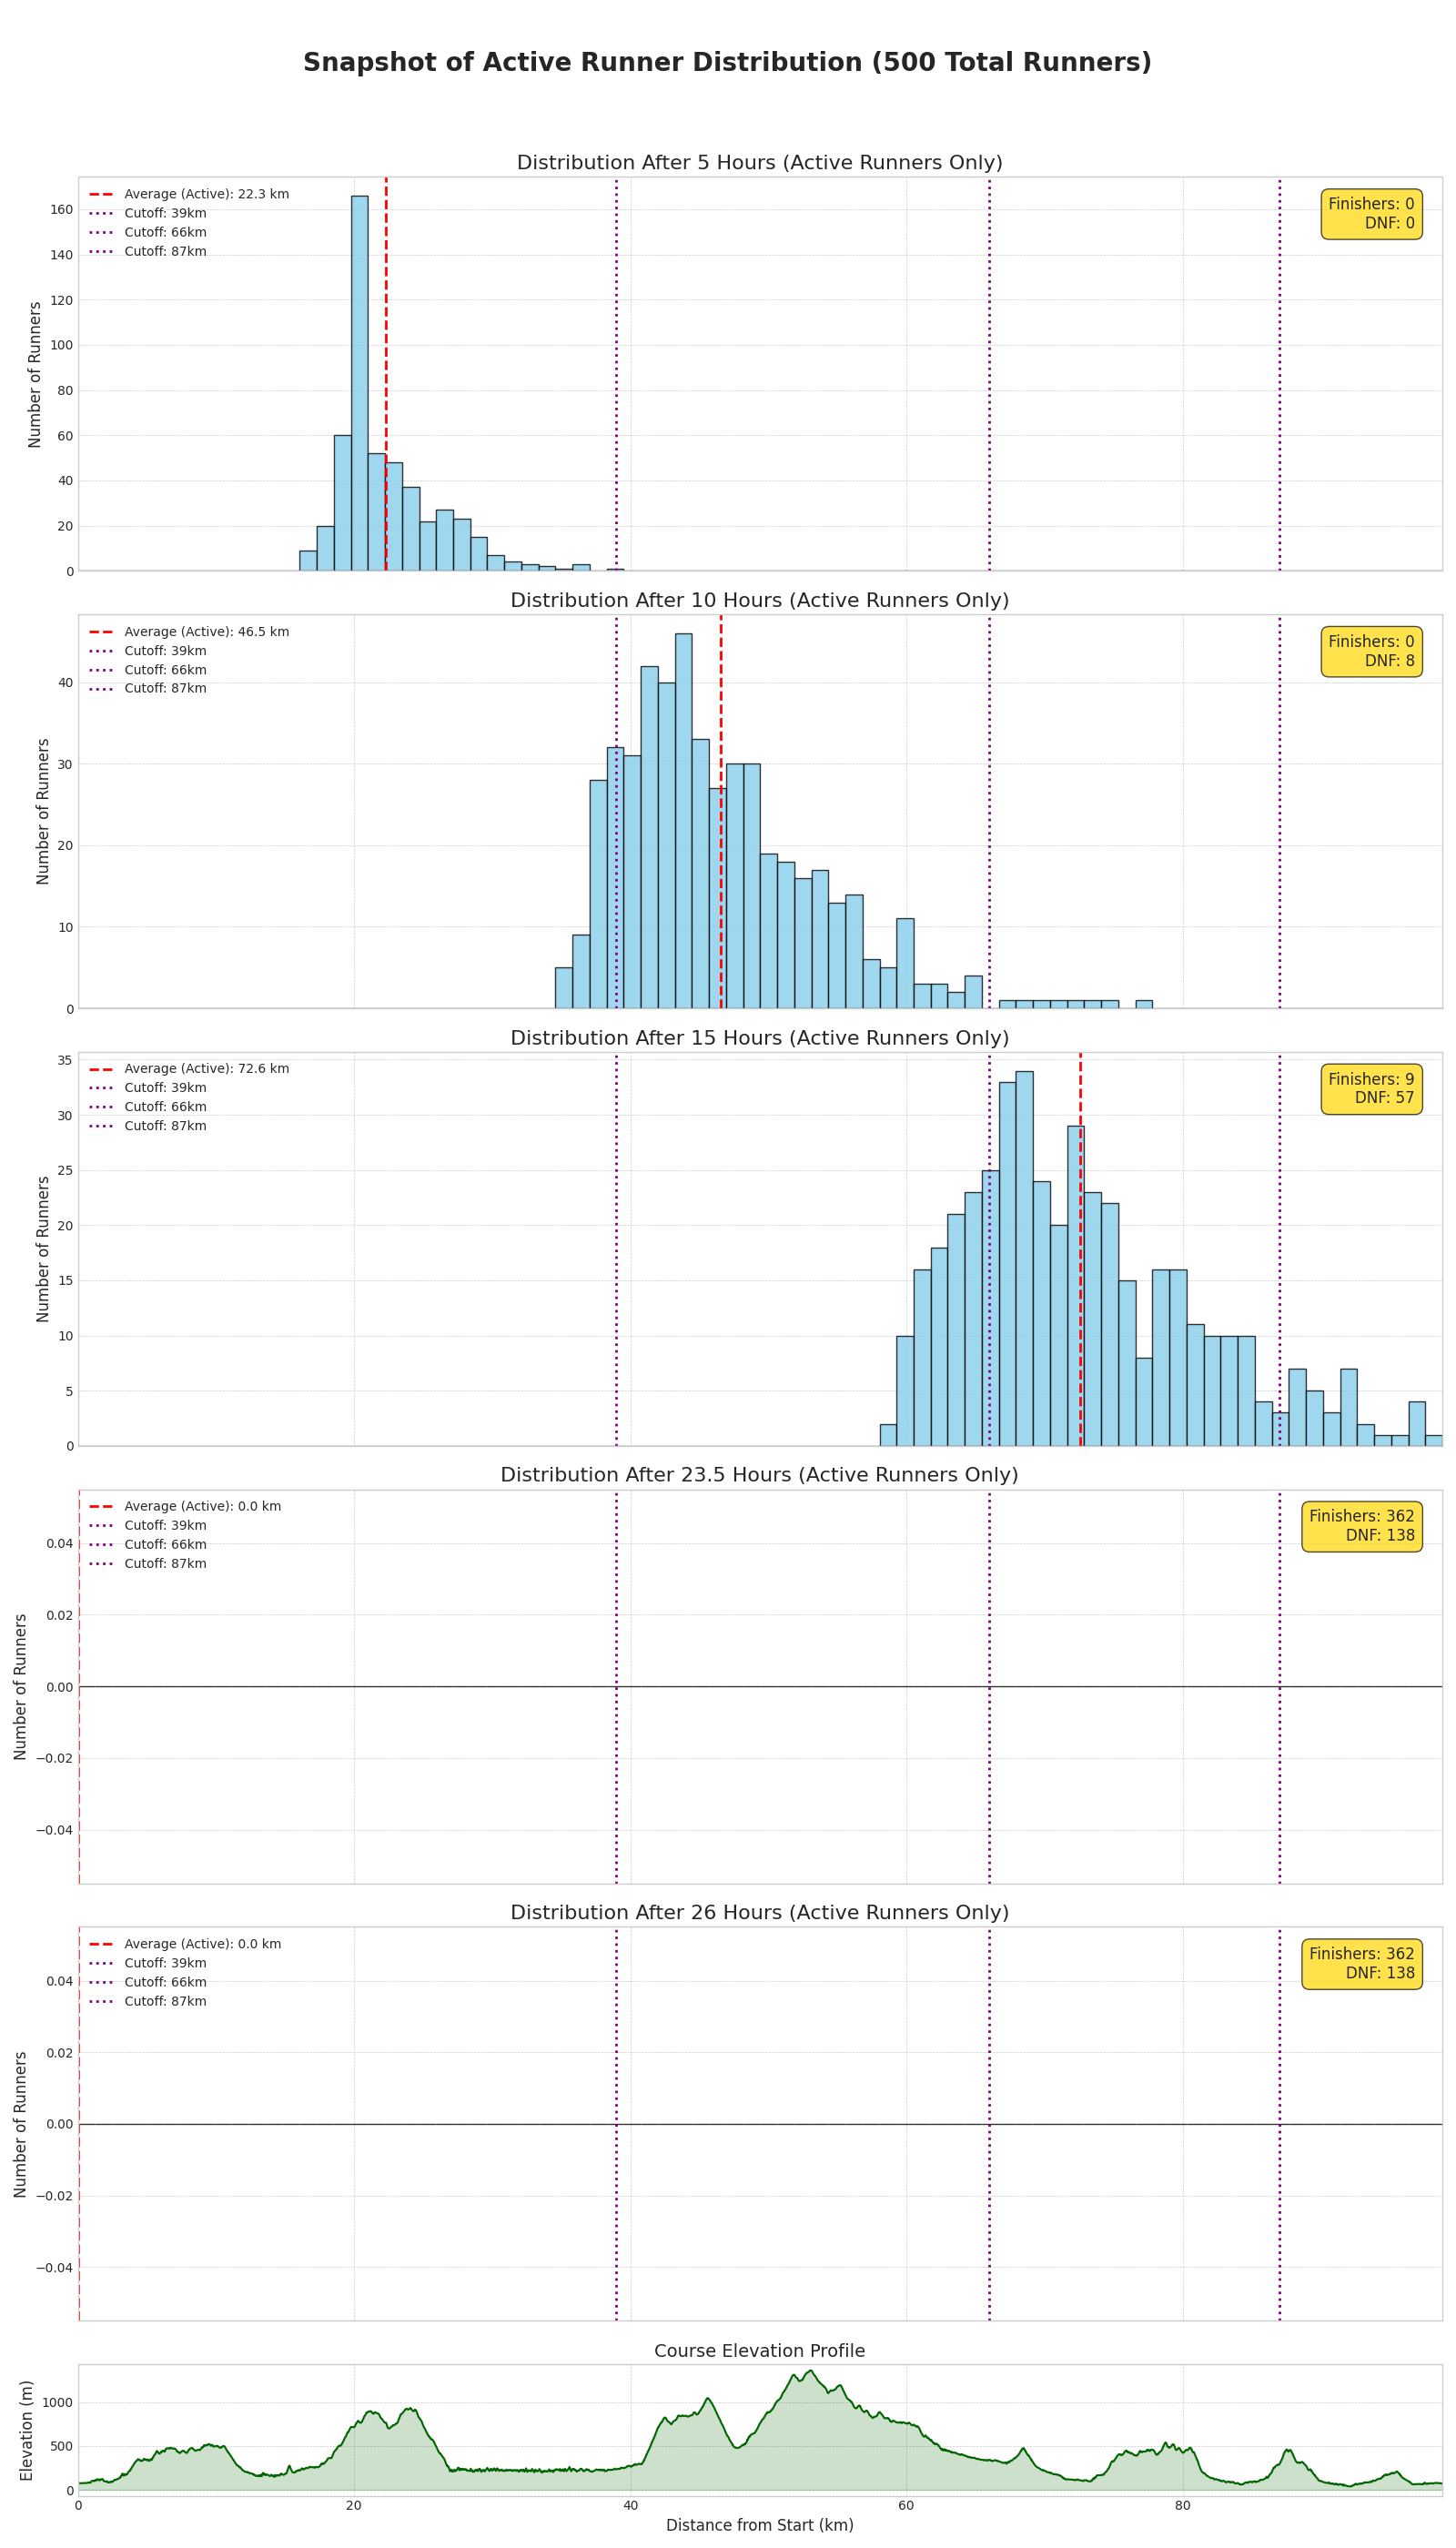 Snapshot of Active Runner Distribution (500 Total Runners)
Distribution After 5 Hours (Active Runners Only)
Number of Runners
160
140
120
100
80
60
40
20
0
Average (Active): 22.3 km
Cutoff: 39km
Cutoff: 66km
Cutoff: 87km
Finishers: 0
DNF: 0
Distribution After 10 Hours (Active Runners Only)
Number of Runners
40
30
20
10
0
Average (Active): 46.5 km
Cutoff: 39km
Cutoff: 66km
Cutoff: 87km
Finishers: 0
DNF: 8
Distribution After 15 Hours (Active Runners Only)
Number of Runners
35
30
25
20
15
10
5
0
Average (Active): 72.6 km
Cutoff: 39km
Cutoff: 66km
Cutoff: 87km
Finishers: 9
DNF: 57
Distribution After 23.5 Hours (Active Runners Only)
Number of Runners
0.04
0.02
0.00
−0.02
−0.04
Average (Active): 0.0 km
Cutoff: 39km
Cutoff: 66km
Cutoff: 87km
Finishers: 362
DNF: 138
Distribution After 26 Hours (Active Runners Only)
Number of Runners
0.04
0.02
0.00
−0.02
−0.04
Average (Active): 0.0 km
Cutoff: 39km
Cutoff: 66km
Cutoff: 87km
Finishers: 362
DNF: 138
Course Elevation Profile
Elevation (m)
1000
500
0
0 20 40 60 80
Distance from Start (km)